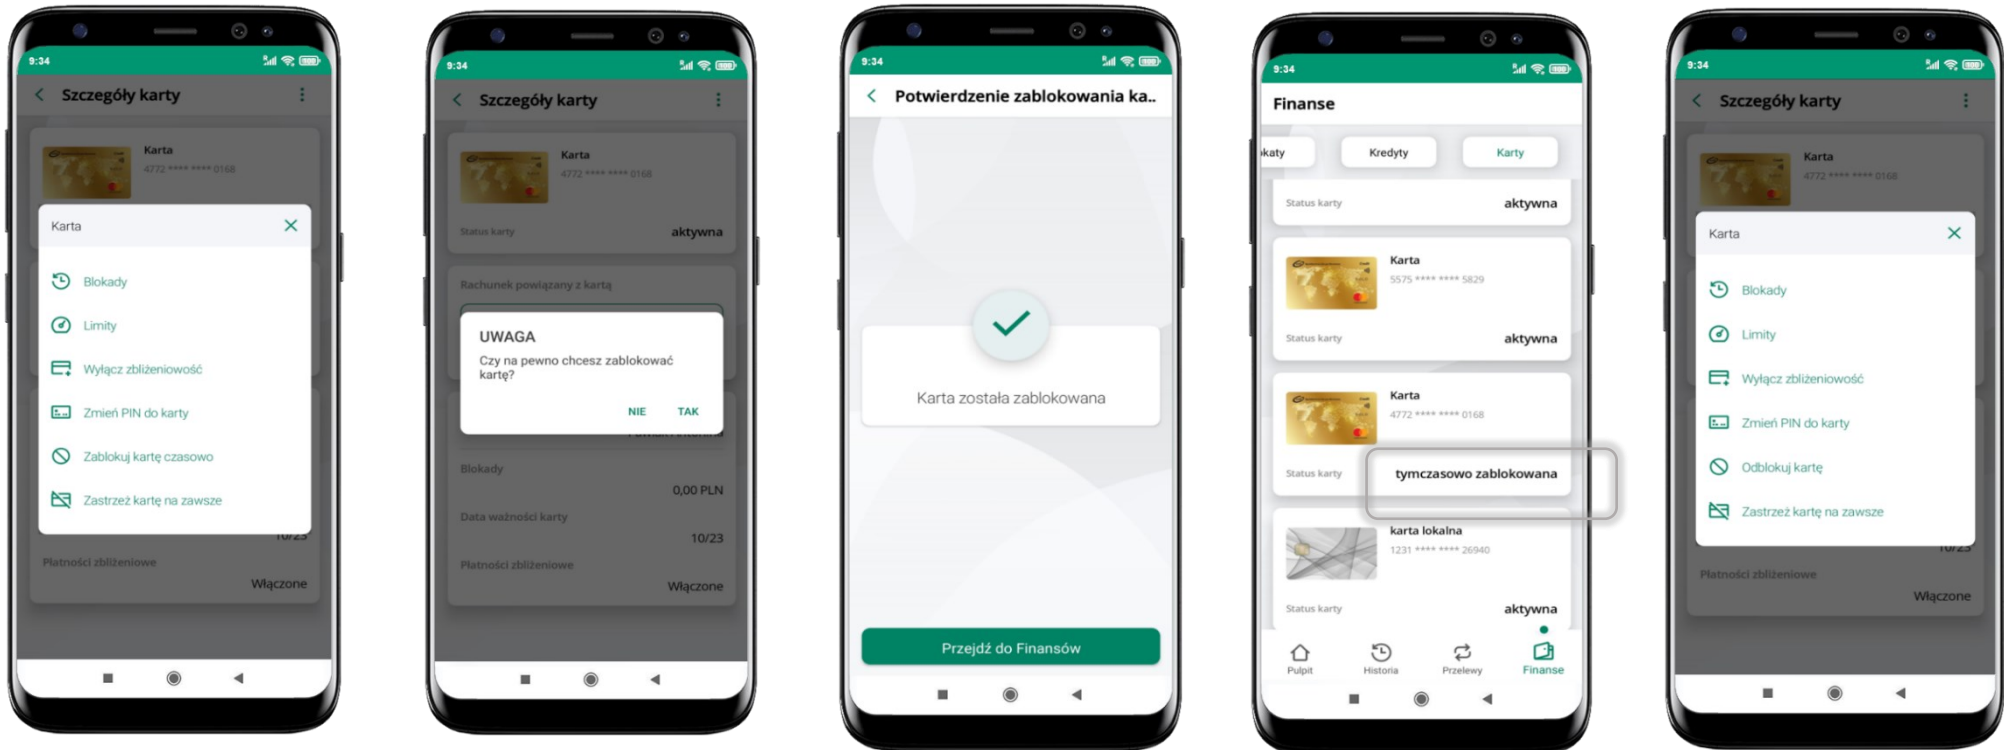 9:34
Szczegóły karty
Karta
4772 **** **** 0168
Karta
Blokady
Limity
Wyłącz zbliżeniowość
Zmień PIN do karty
Zablokuj kartę czasowo
Zastrzeż kartę na zawsze
10/23
Płatności zbliżeniowe
Włączone
9:34
Szczegóły karty
Karta
4772 **** **** 0168
Status karty
aktywna
Rachunek powiązany z kartą
UWAGA
Czy na pewno chcesz zablokować
kartę?
NIE TAK
Blokady
0,00 PLN
Data ważności karty
10/23
Płatności zbliżeniowe
Włączone
9:34
Potwierdzenie zablokowania ka..
Karta została zablokowana
Przejdź do Finansów
9:34
Finanse
katy Kredyty Karty
Status karty aktywna
Karta
5575 **** **** 5829
Status karty aktywna
Karta
4772 **** **** 0168
Status karty tymczasowo zablokowana
karta lokalna
1231 **** **** 26940
Status karty aktywna
Pulpit Historia Przelewy Finanse
9:34
Szczegóły karty
Karta
4772 **** **** 0168
Karta
Blokady
Limity
Wyłącz zbliżeniowość
Zmień PIN do karty
Odblokuj kartę
Zastrzeż kartę na zawsze
10/23
Płatności zbliżeniowe
Włączone